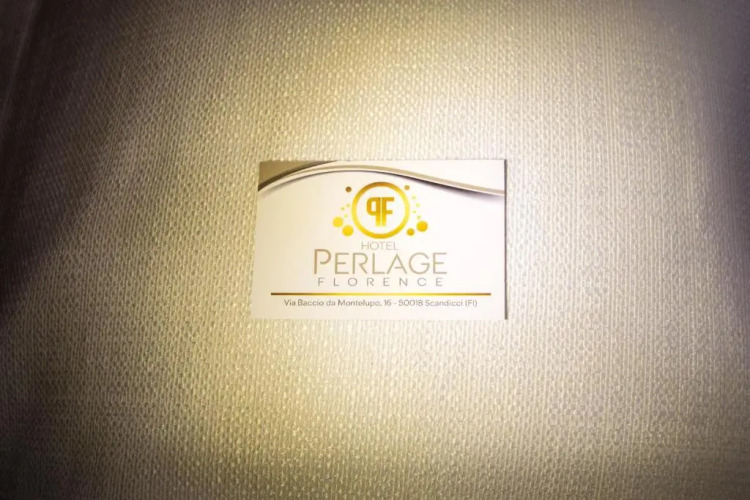 PF
HOTEL
PERLAGE
FLORENCE
Via Baccio da Montelupo, 16 - 50018 Scandicci (FI)